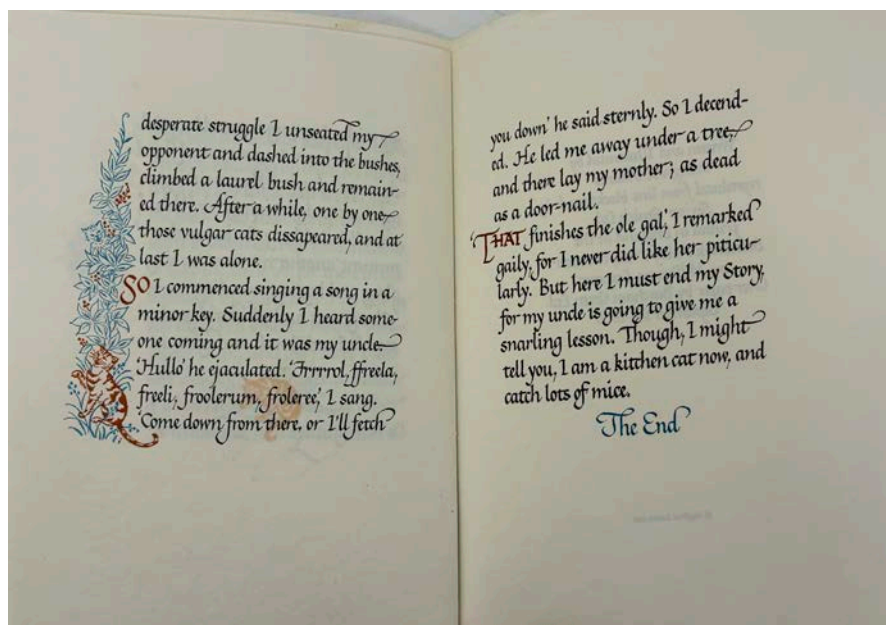 desperate struggle I unseated my
opponent and dashed into the bushes,
climbed a laurel bush and remain-
ed there. After a while, one by one
those vulgar cats dissapeared, and at
last I was alone.
So I commenced singing a song in a
minor key. Suddenly I heard some-
one coming and it was my uncle.
'Hullo' he ejaculated. 'Frrrrol, ffreela,
freeli, froolerum, froleree,' I sang.
'Come down from there, or I'll fetch
you down' he said sternly. So I decend-
ed. He led me away under a tree,
and there lay my mother; as dead
as a door-nail.
'THAT finishes the ole gal,' I remarked
gaily, for I never did like her piticu-
larly. But here I must end my Story,
for my uncle is going to give me a
snarling lesson. Though, I might
tell you, I am a kitchen cat now, and
catch lots of mice.
The End